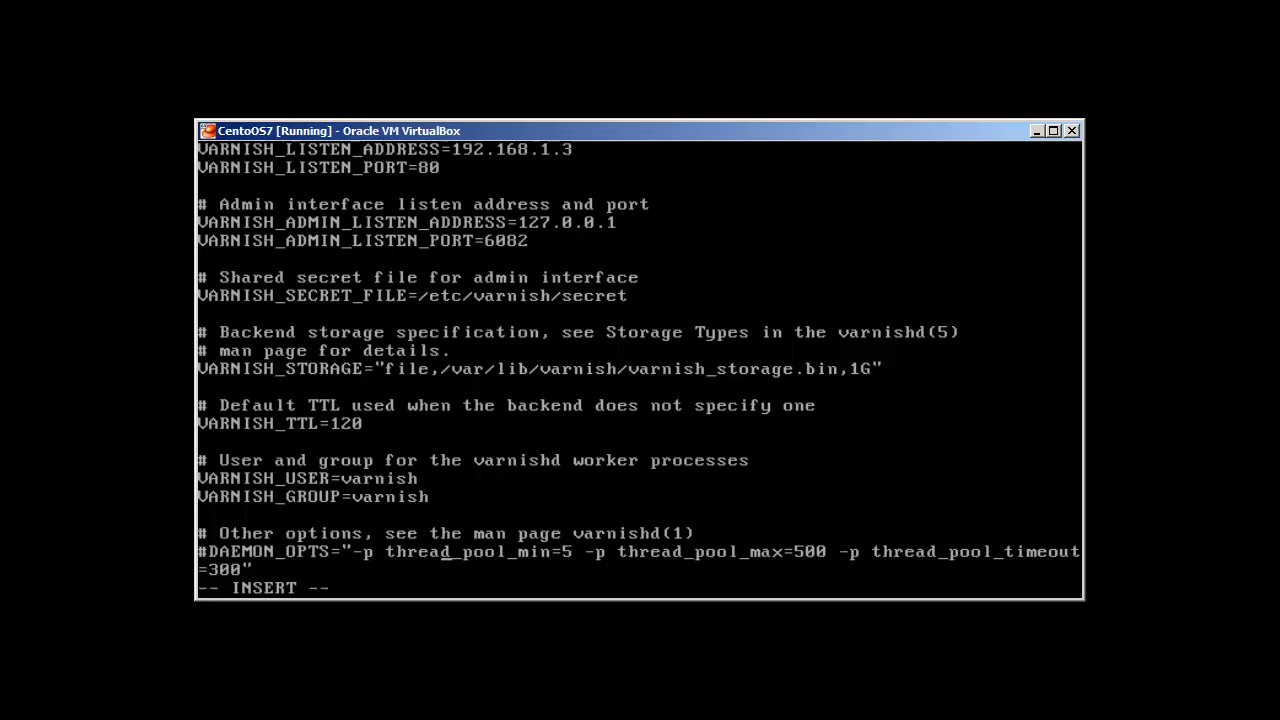 CentoOS7 [Running] - Oracle VM VirtualBox
VARNISH_LISTEN_ADDRESS=192.168.1.3
VARNISH_LISTEN_PORT=80
# Admin interface listen address and port
VARNISH_ADMIN_LISTEN_ADDRESS=127.0.0.1
VARNISH_ADMIN_LISTEN_PORT=6082
# Shared secret file for admin interface
VARNISH_SECRET_FILE=/etc/varnish/secret
# Backend storage specification, see Storage Types in the varnishd(5)
# man page for details.
VARNISH_STORAGE="file,/var/lib/varnish/varnish_storage.bin,1G"
# Default TTL used when the backend does not specify one
VARNISH_TTL=120
# User and group for the varnishd worker processes
VARNISH_USER=varnish
VARNISH_GROUP=varnish
# Other options, see the man page varnishd(1)
#DAEMON_OPTS="-p thread_pool_min=5 -p thread_pool_max=500 -p thread_pool_timeout
=300"
-- INSERT --